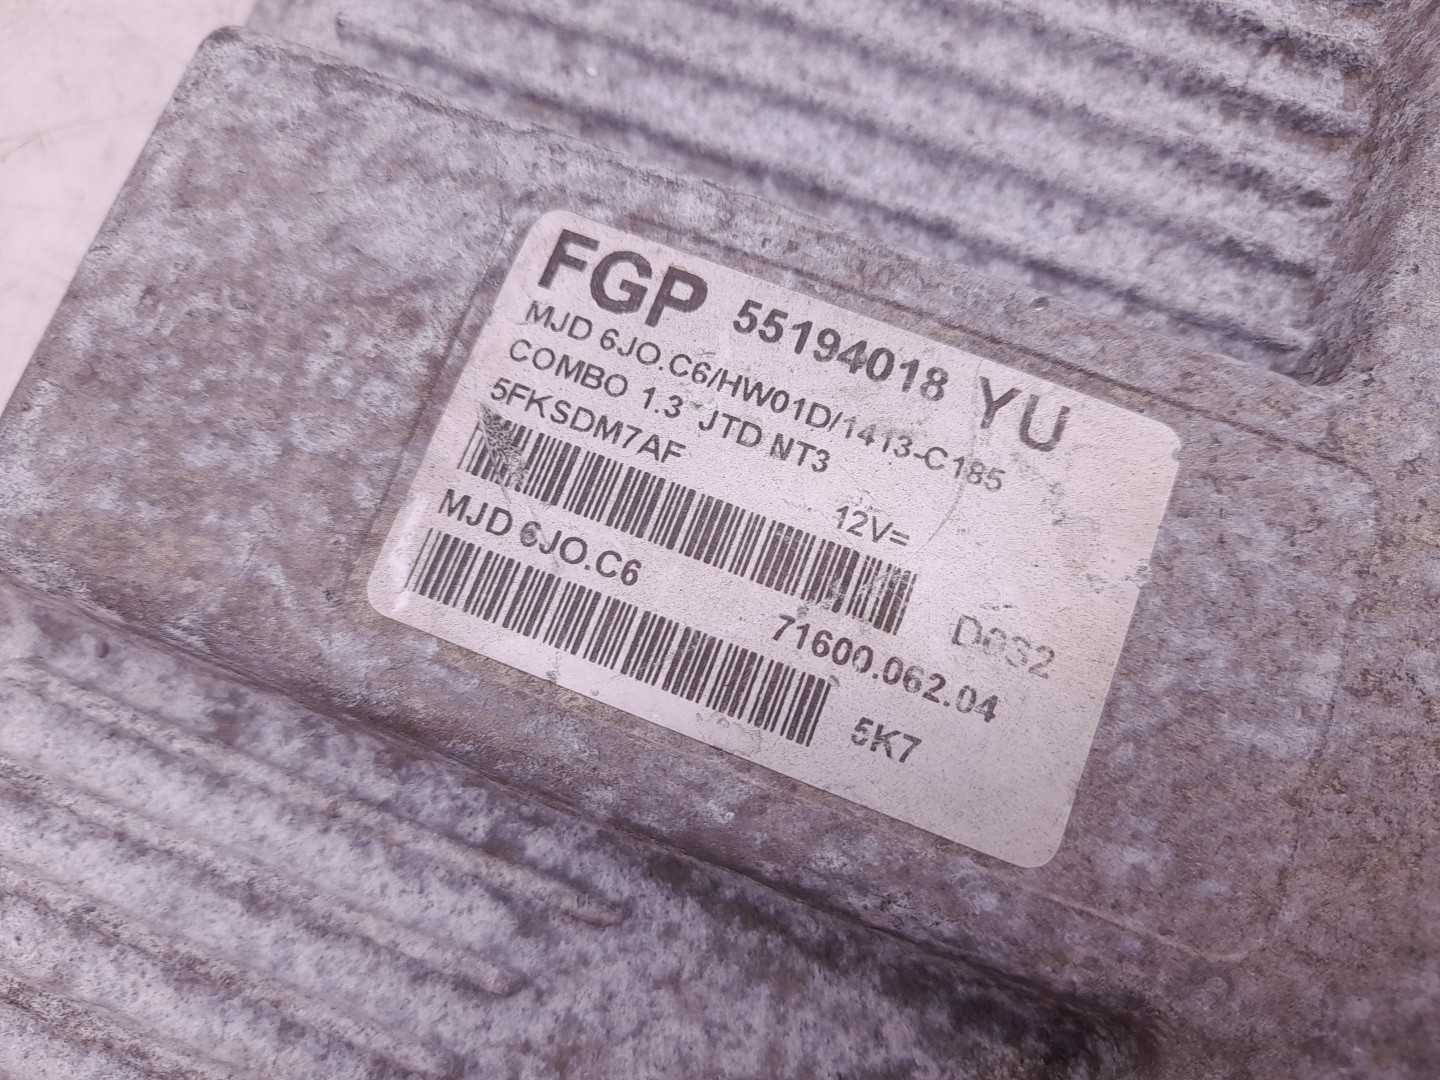 FGP 55194018 YU
MJD 6JO.C6/HW01D/1413-C185
COMBO 1.3 JTD NT3
5FKSDM7AF
12V=
MJD 6JO.C6
D0S2
71600.062.04
5K7